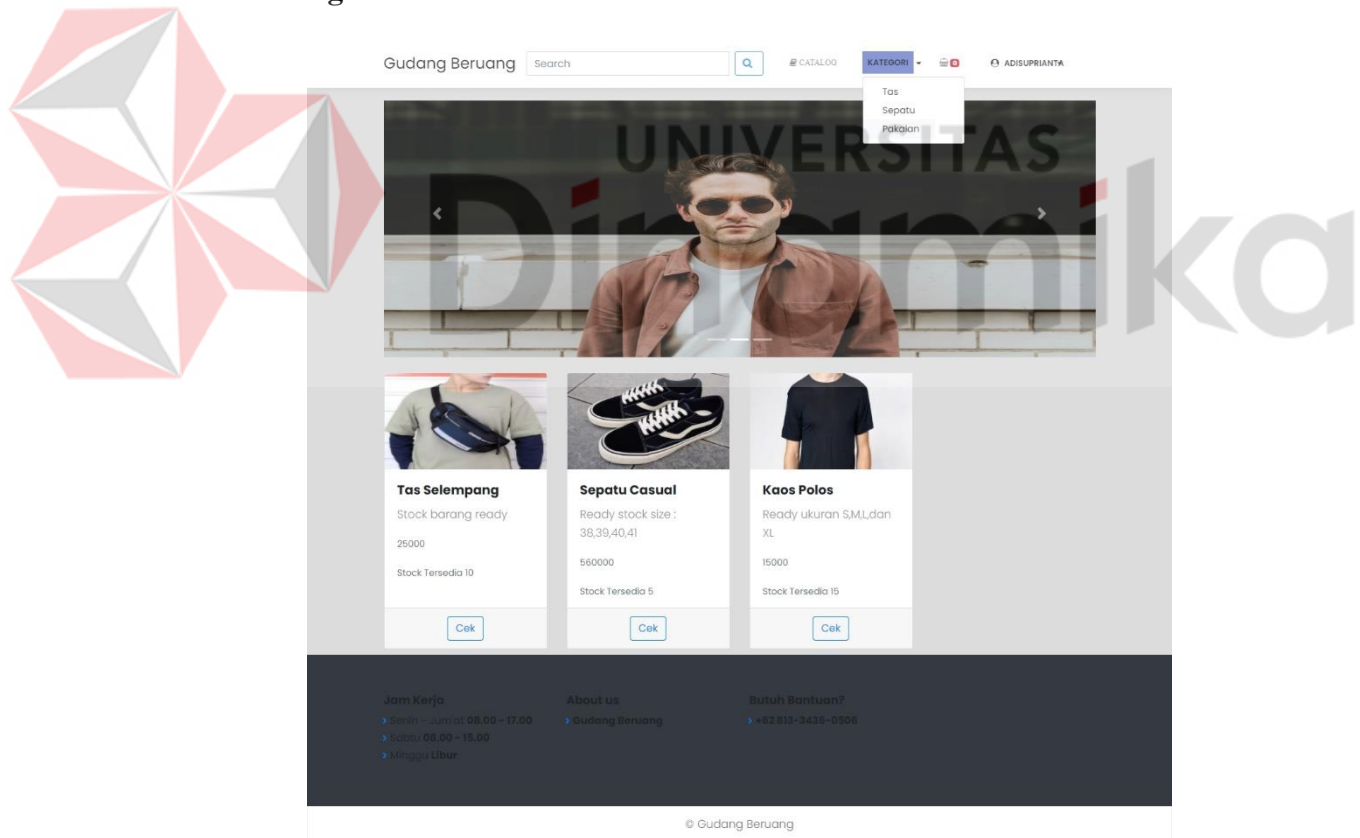 g
Gudang Beruang Search CATALOG KATEGORI 0 ADISUPRIANTA
Tas
Sepatu
Pakaian
UNIVERSITAS
Dinamika
Tas Selempang
Stock barang ready
25000
Stock Tersedia 10
Cek
Sepatu Casual
Ready stock size :
38,39,40,41
560000
Stock Tersedia 5
Cek
Kaos Polos
Ready ukuran S,M,L,dan
XL
15000
Stock Tersedia 15
Cek
Jam Kerja
Senin - Jum'at 08.00 - 17.00
Sabtu 08.00 - 15.00
Minggu Libur
About us
Gudang Beruang
Butuh Bantuan?
+62 813-3436-0506
© Gudang Beruang